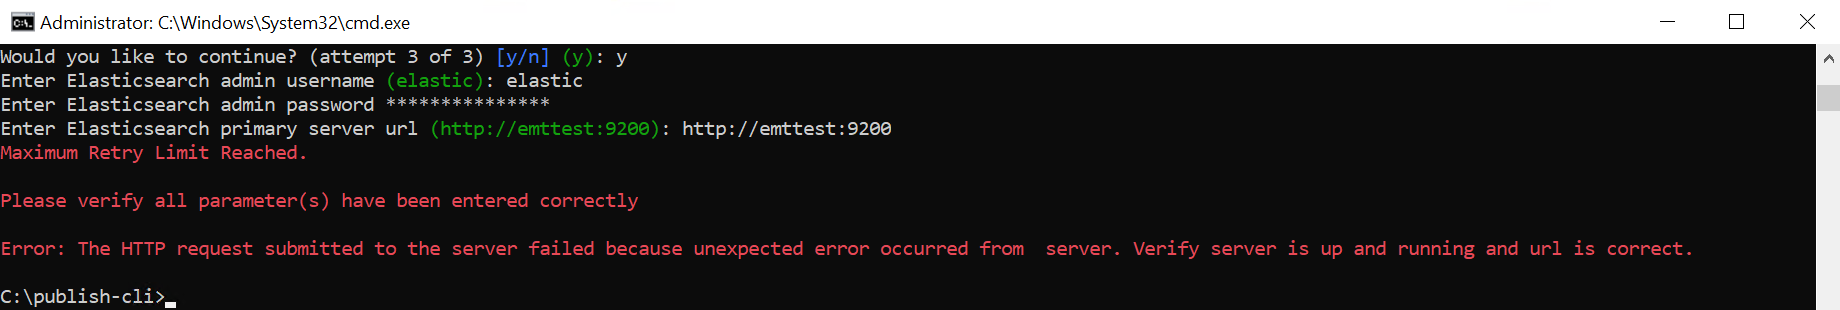 Administrator: C:\Windows\System32\cmd.exe
Would you like to continue? (attempt 3 of 3) [y/n] (y): y
Enter Elasticsearch admin username (elastic): elastic
Enter Elasticsearch admin password ***************
Enter Elasticsearch primary server url (http://emttest:9200): http://emttest:9200
Maximum Retry Limit Reached.
Please verify all parameter(s) have been entered correctly
Error: The HTTP request submitted to the server failed because unexpected error occurred from  server. Verify server is up and running and url is correct.
C:\publish-cli>